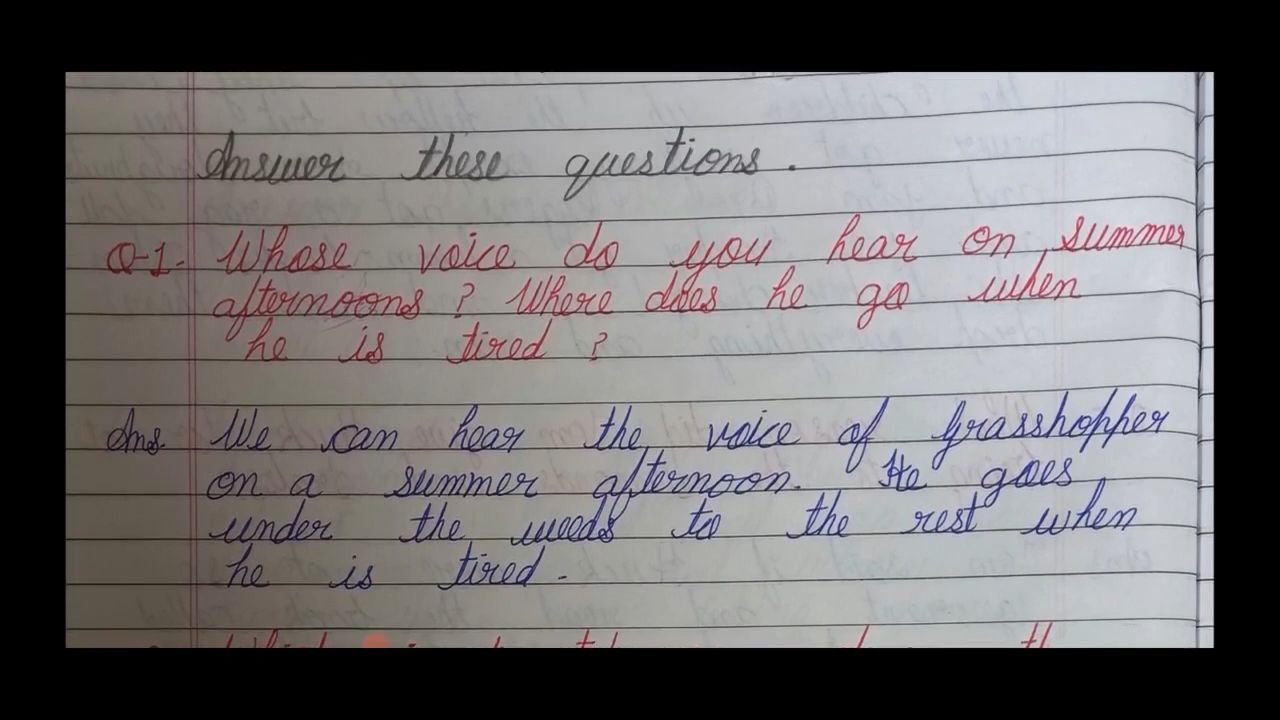 Answer these questions.
Q-1. Whose voice do you hear on summer
afternoons? Where does he go when
he is tired?
Ans. We can hear the voice of Grasshopper
on a summer afternoon. He goes
under the weeds to the rest when
he is tired.